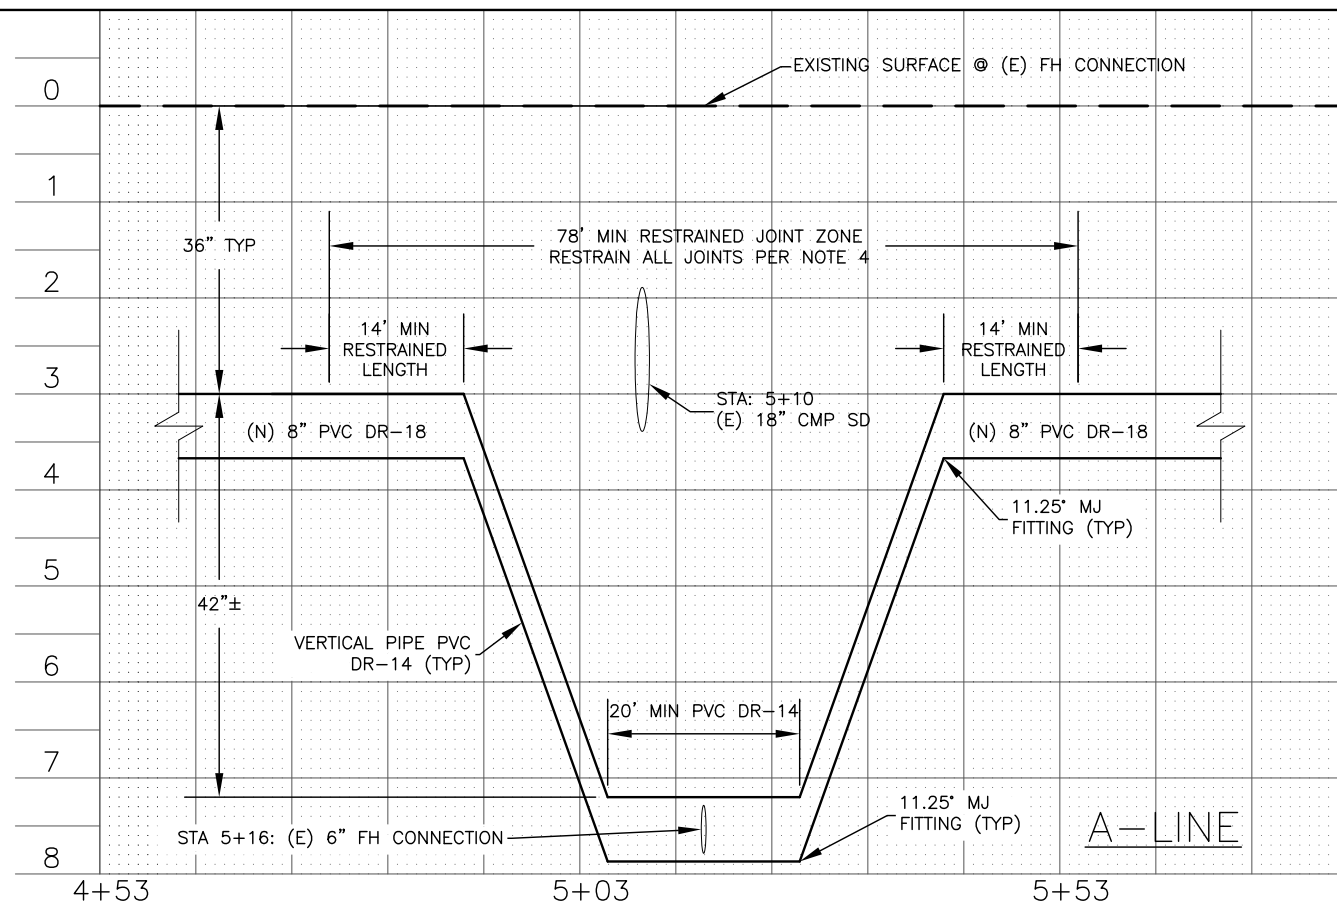 EXISTING SURFACE @ (E) FH CONNECTION
0
1
36” TYP
78’ MIN RESTRAINED JOINT ZONE
RESTRAIN ALL JOINTS PER NOTE 4
2
14’ MIN
RESTRAINED
LENGTH
14’ MIN
RESTRAINED
LENGTH
3
STA: 5+10
(E) 18” CMP SD
(N) 8” PVC DR-18
(N) 8” PVC DR-18
4
11.25° MJ
FITTING (TYP)
5
42”±
VERTICAL PIPE PVC
DR-14 (TYP)
6
20’ MIN PVC DR-14
7
11.25° MJ
FITTING (TYP)
STA 5+16: (E) 6” FH CONNECTION
A-LINE
8
4+53
5+03
5+53